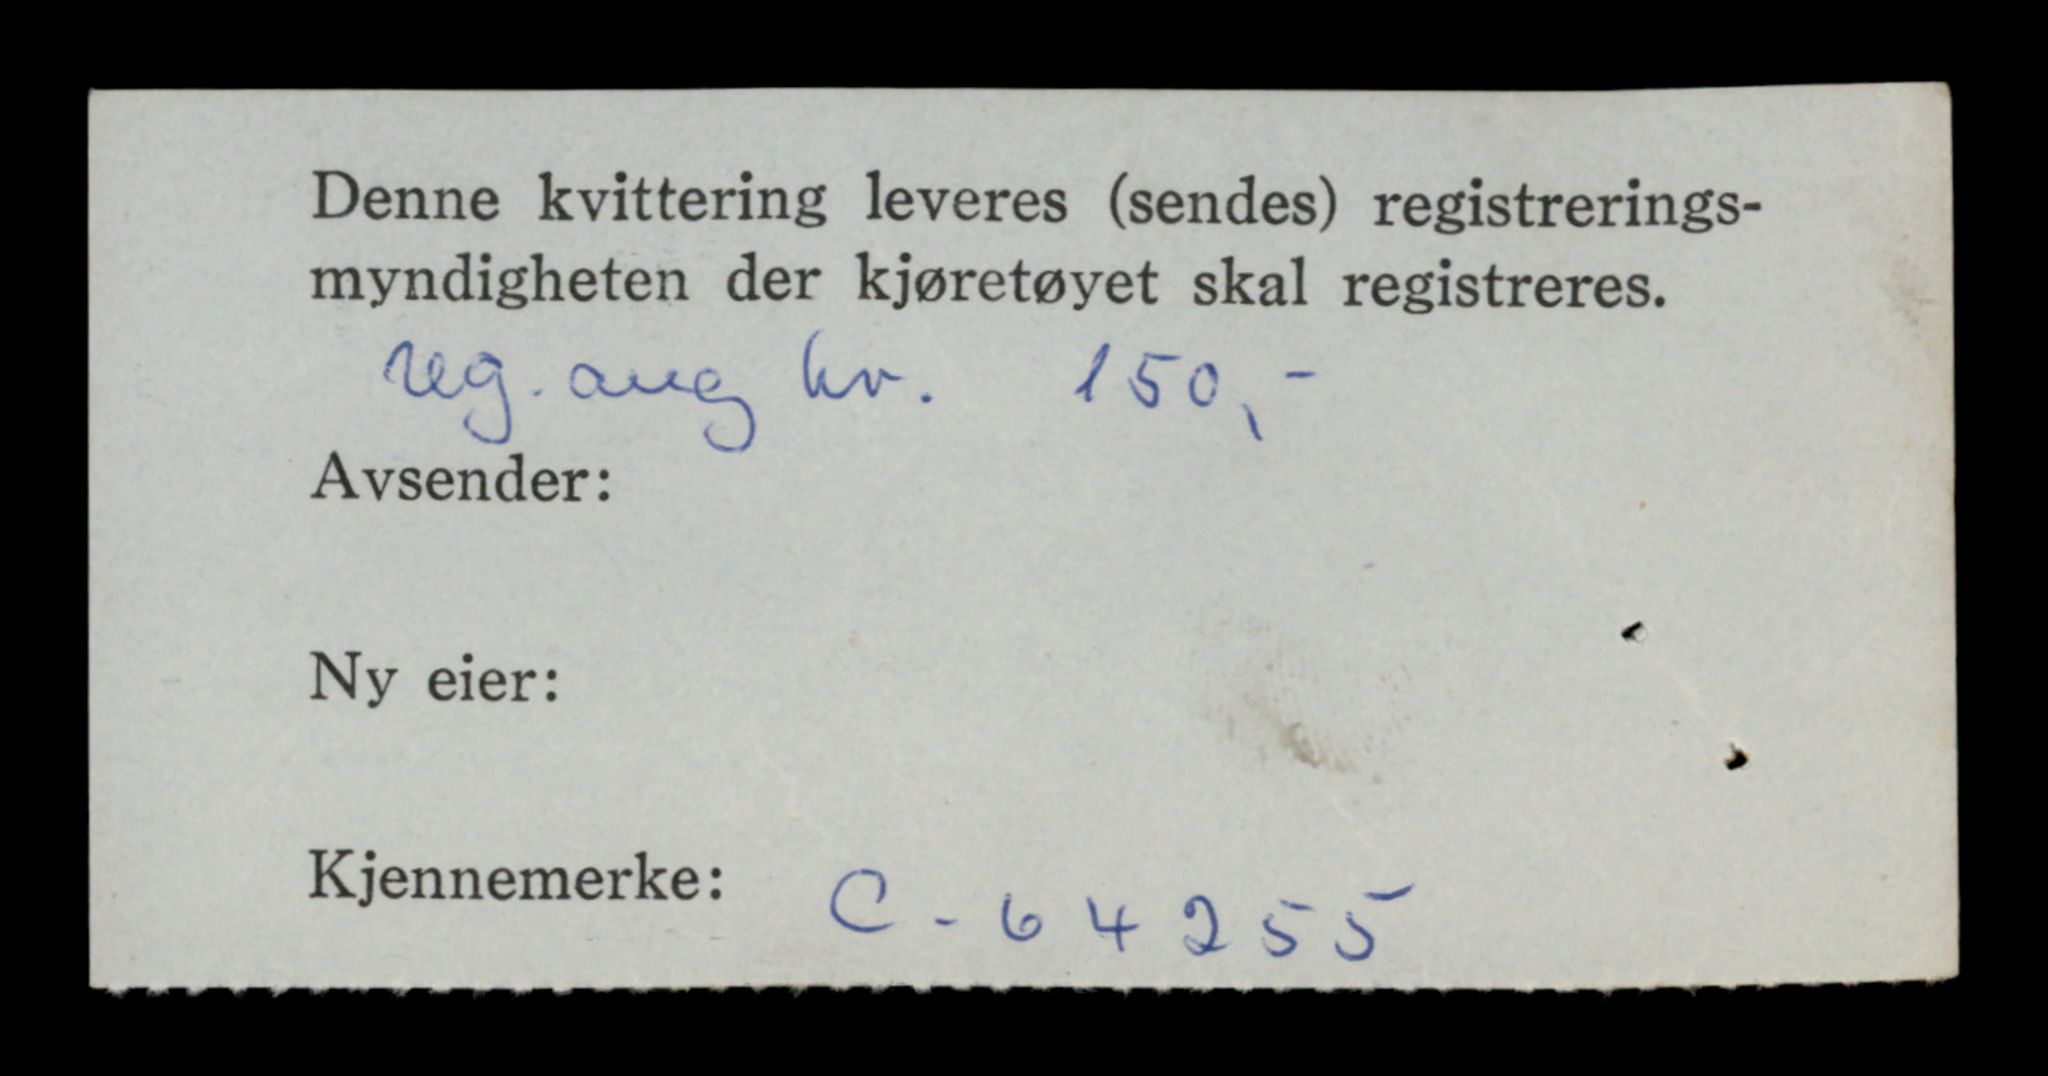 Denne kvittering leveres (sendes) registrerings-
myndigheten der kjøretøyet skal registreres.
reg. avg kr. 150,-
Avsender:
Ny eier:
Kjennemerke: C-64255